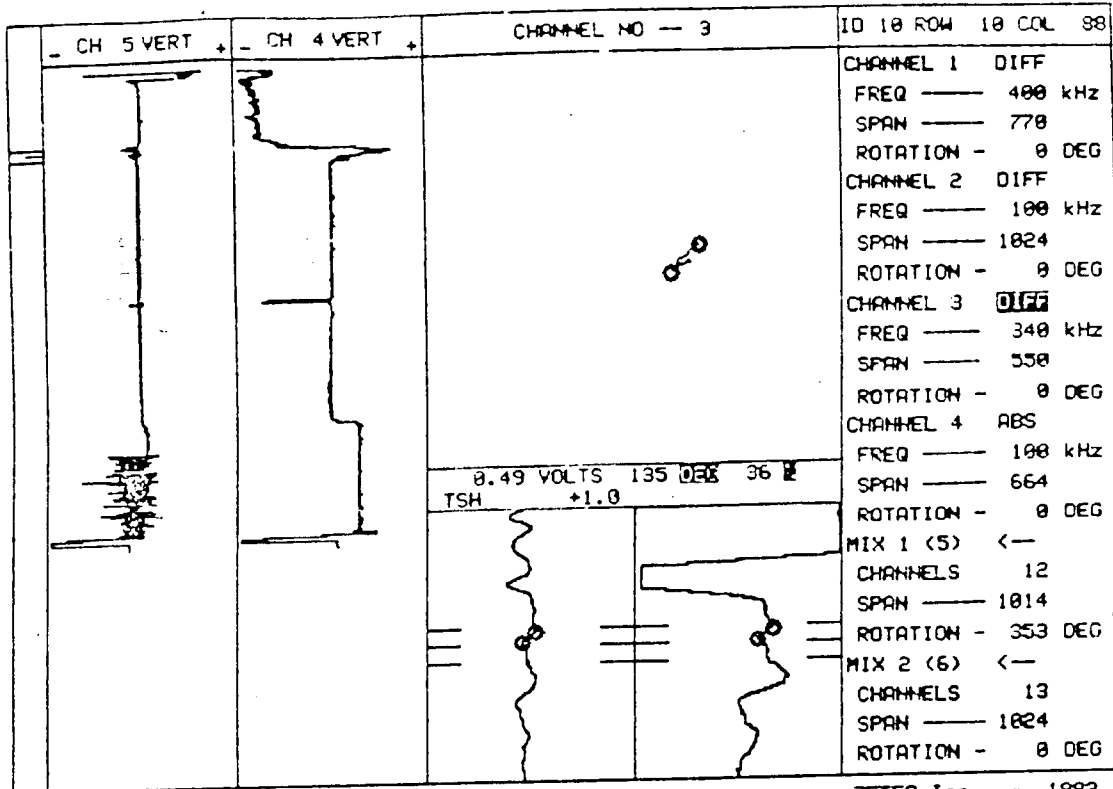 - CH 5 VERT +
- CH 4 VERT +
CHANNEL NO -- 3
ID 10 ROW 10 COL 88
CHANNEL 1 DIFF
FREQ —— 400 kHz
SPAN —— 770
ROTATION - 0 DEG
CHANNEL 2 DIFF
FREQ —— 100 kHz
SPAN —— 1024
ROTATION - 0 DEG
CHANNEL 3 DIFF
FREQ —— 340 kHz
SPAN —— 550
ROTATION - 0 DEG
CHANNEL 4 ABS
FREQ —— 100 kHz
SPAN —— 664
ROTATION - 0 DEG
MIX 1 (5) <--
CHANNELS 12
SPAN —— 1014
ROTATION - 353 DEG
MIX 2 (6) <--
CHANNELS 13
SPAN —— 1024
ROTATION - 0 DEG
0.49 VOLTS 135 DEG 36
TSH +1.0